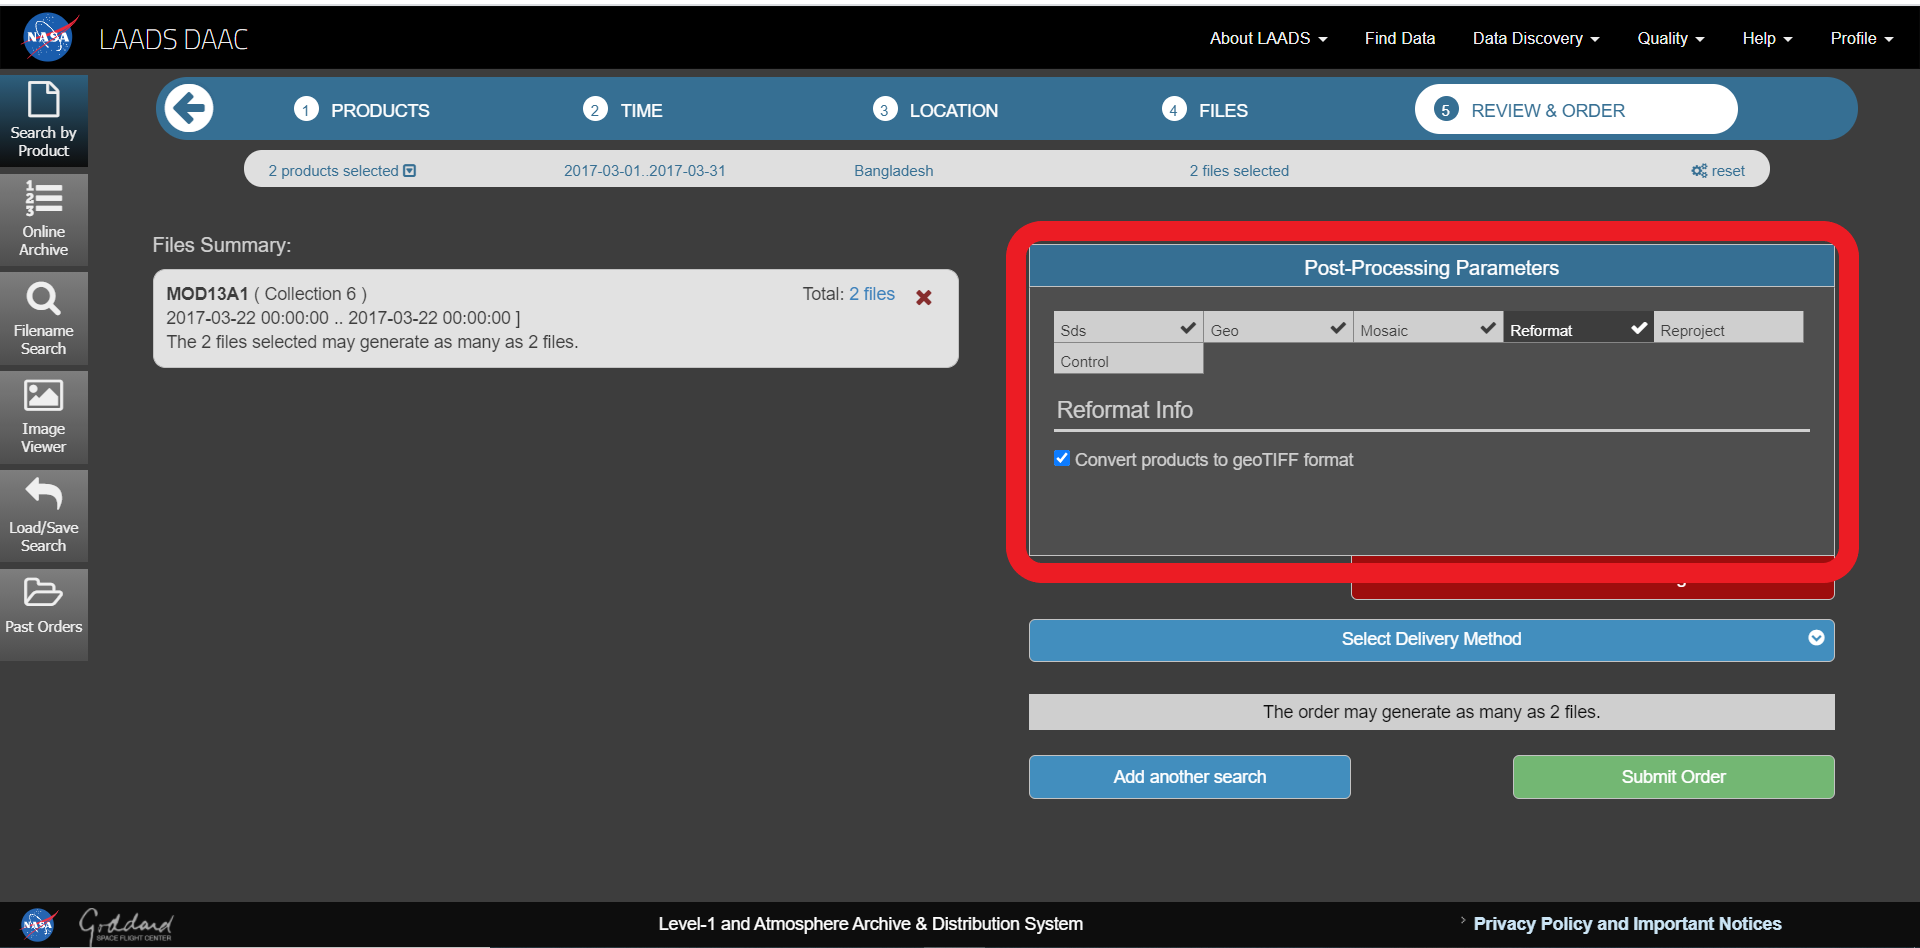 NASA LAADS DAAC
About LAADS Find Data Data Discovery Quality Help Profile
Search by
Product
Online
Archive
Filename
Search
Image
Viewer
Load/Save
Search
Past Orders
1 PRODUCTS 2 TIME 3 LOCATION 4 FILES 5 REVIEW & ORDER
2 products selected 2017-03-01..2017-03-31 Bangladesh 2 files selected reset
Files Summary:
MOD13A1 ( Collection 6 ) Total: 2 files
2017-03-22 00:00:00 .. 2017-03-22 00:00:00 ]
The 2 files selected may generate as many as 2 files.
Post-Processing Parameters
Sds Geo Mosaic Reformat Reproject
Control
Reformat Info
Convert products to geoTIFF format
Select Delivery Method
The order may generate as many as 2 files.
Add another search Submit Order
NASA Goddard
SPACE FLIGHT CENTER
Level-1 and Atmosphere Archive & Distribution System
Privacy Policy and Important Notices